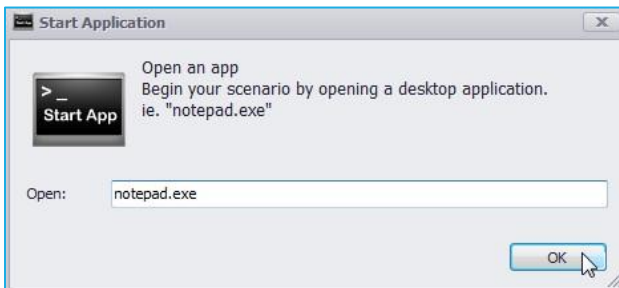 Start Application
Open an app
Begin your scenario by opening a desktop application.
ie. "notepad.exe"
>_
Start App
Open:
notepad.exe
OK